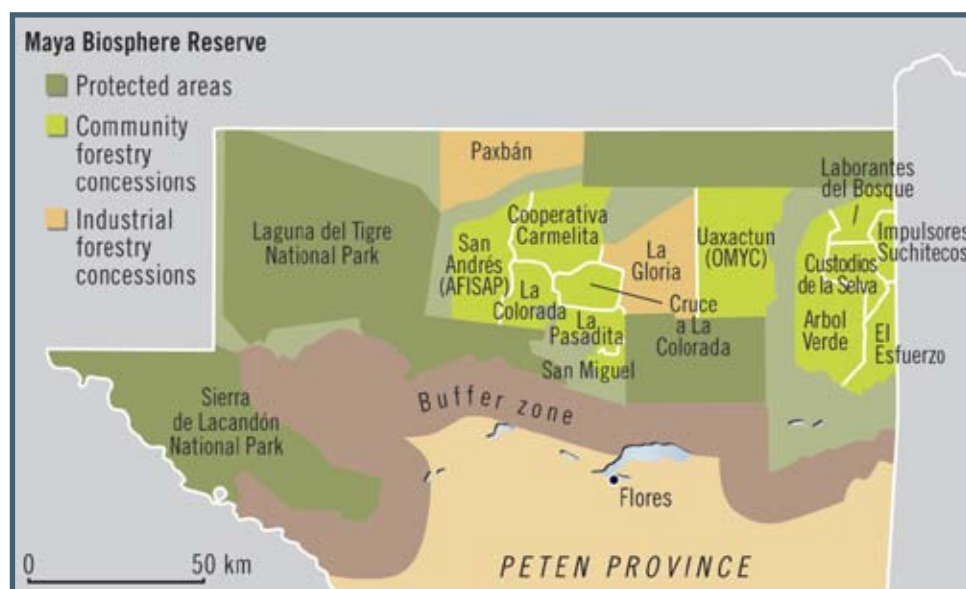 Maya Biosphere Reserve
Protected areas
Community
forestry
concessions
Industrial
forestry
concessions
Paxbán
Laguna del Tigre
National Park
San
Andrés
(AFISAP)
Cooperativa
Carmelita
La
Colorada
La
Pasadita
San Miguel
La
Gloria
Cruce
a La
Colorada
Uaxactun
(OMYC)
Laborantes
del Bosque
Impulsores
Suchitecos
Custodios
de la Selva
Arbol
Verde
El
Esfuerzo
Sierra
de Lacandón
National Park
Buffer zone
Flores
0 50 km
PETEN PROVINCE